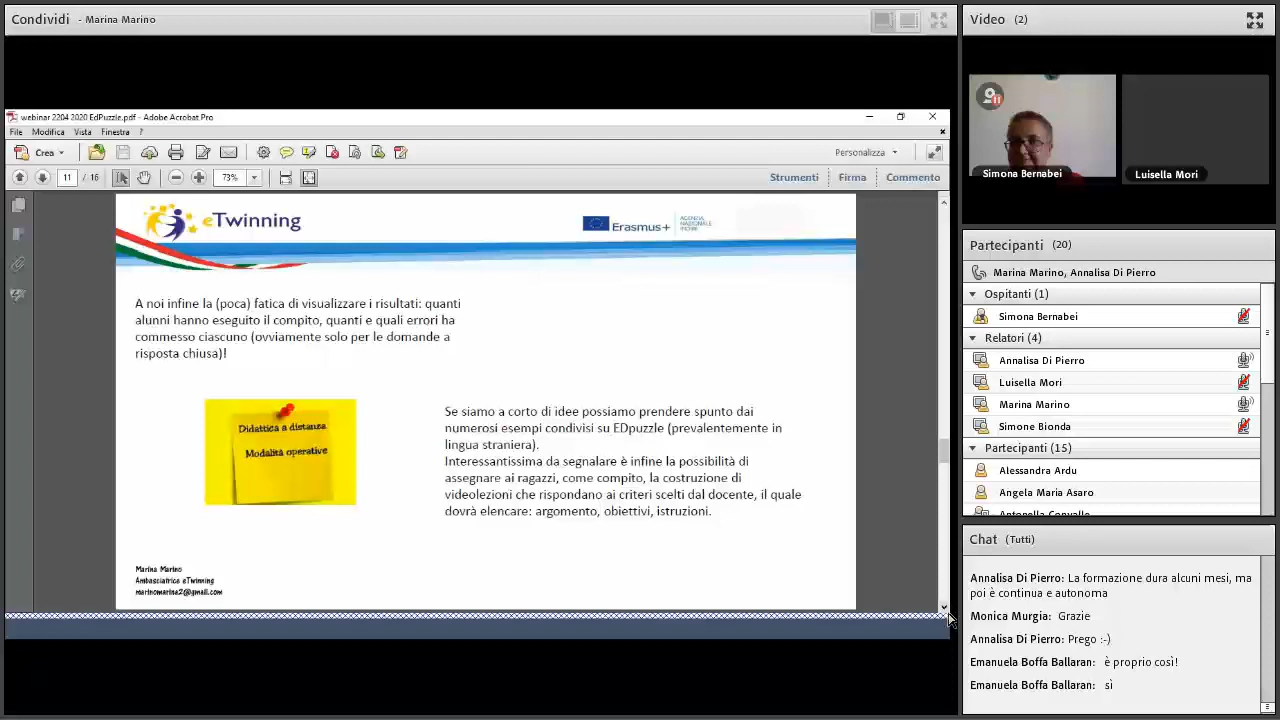 Condividi - Marina Marino
webinar 2204 2020 EdPuzzle.pdf - Adobe Acrobat Pro
File Modifica Vista Finestra ?
Crea
Personalizza
11 / 16
73%
Strumenti Firma Commento
eTwinning
Erasmus+
AGENZIA
NAZIONALE
INDIRE
A noi infine la (poca) fatica di visualizzare i risultati: quanti
alunni hanno eseguito il compito, quanti e quali errori ha
commesso ciascuno (ovviamente solo per le domande a
risposta chiusa)!
Didattica a distanza
Modalità operative
Se siamo a corto di idee possiamo prendere spunto dai
numerosi esempi condivisi su EDpuzzle (prevalentemente in
lingua straniera).
Interessantissima da segnalare è infine la possibilità di
assegnare ai ragazzi, come compito, la costruzione di
videolezioni che rispondano ai criteri scelti dal docente, il quale
dovrà elencare: argomento, obiettivi, istruzioni.
Marina Marino
Ambasciatrice eTwinning
marinomarina2@gmail.com
Video (2)
Simona Bernabei
Luisella Mori
Partecipanti (20)
Marina Marino, Annalisa Di Pierro
Ospitanti (1)
Simona Bernabei
Relatori (4)
Annalisa Di Pierro
Luisella Mori
Marina Marino
Simone Bionda
Partecipanti (15)
Alessandra Ardu
Angela Maria Asaro
Antonella Convalle
Chat (Tutti)
Annalisa Di Pierro: La formazione dura alcuni mesi, ma
poi è continua e autonoma
Monica Murgia: Grazie
Annalisa Di Pierro: Prego :-)
Emanuela Boffa Ballaran: è proprio così!
Emanuela Boffa Ballaran: sì